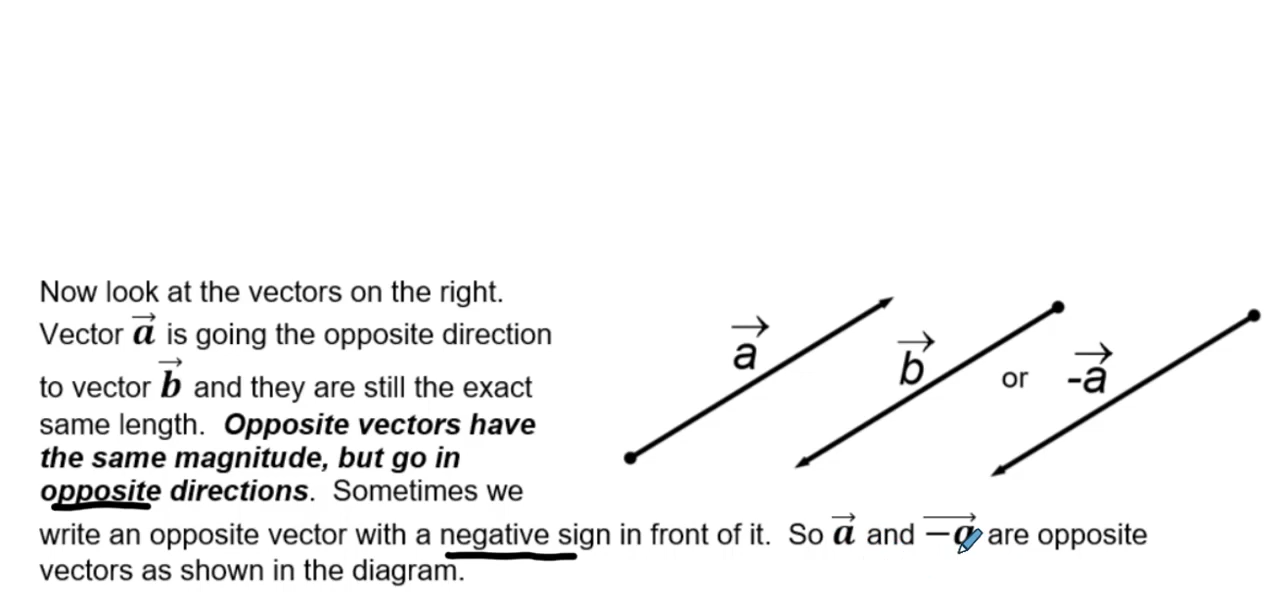 Now look at the vectors on the right.
Vector a is going the opposite direction
to vector b and they are still the exact
same length. Opposite vectors have
the same magnitude, but go in
opposite directions. Sometimes we
write an opposite vector with a negative sign in front of it. So a and −a are opposite
vectors as shown in the diagram.
a
b
or
-a